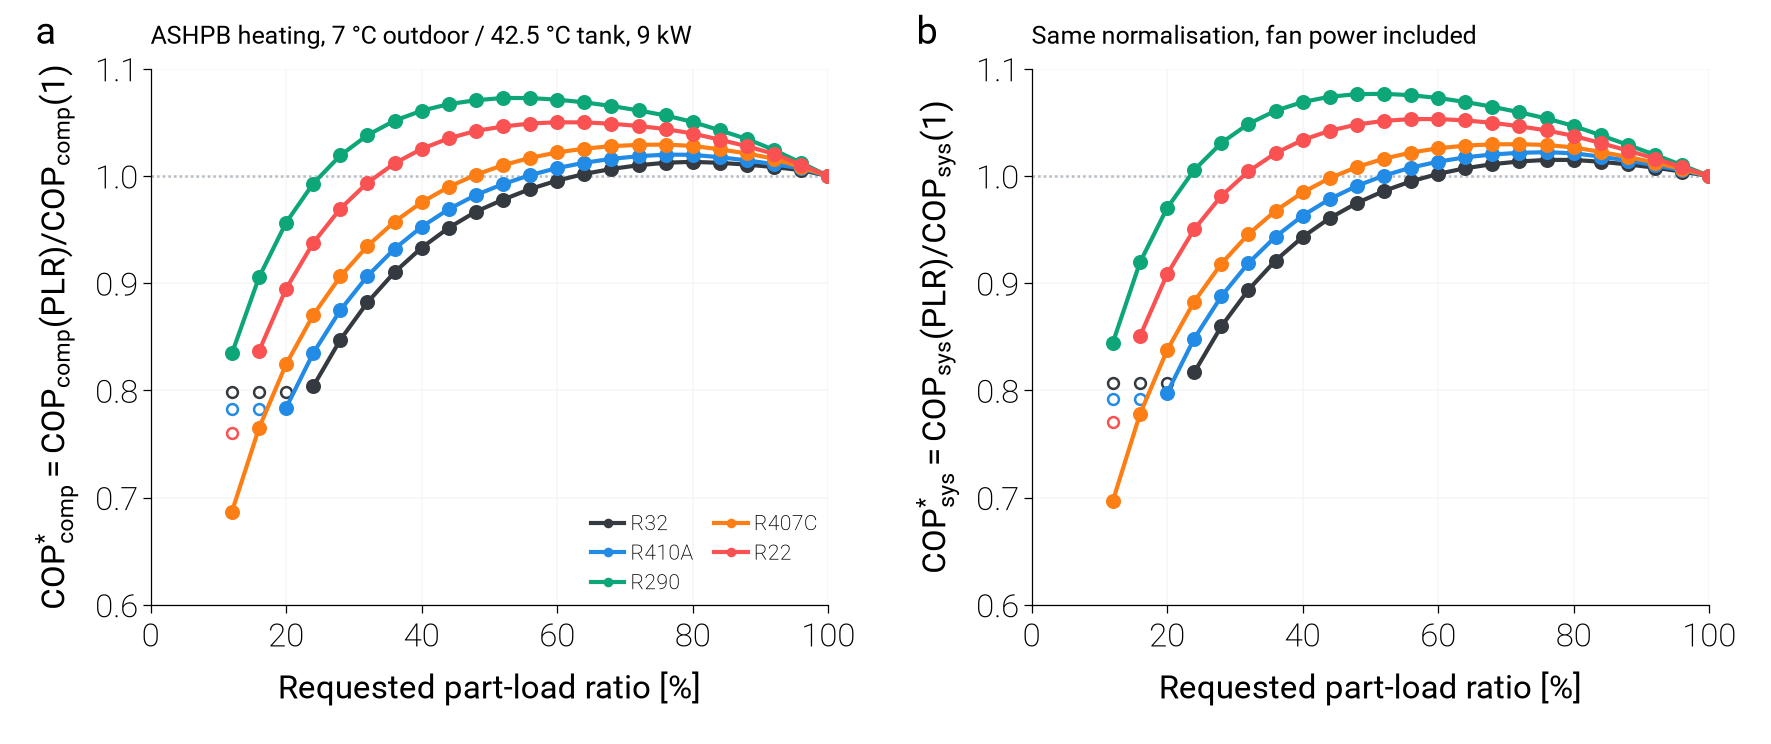 a
ASHPB heating, 7 °C outdoor / 42.5 °C tank, 9 kW
COP*comp = COPcomp(PLR)/COPcomp(1)
1.1
1.0
0.9
0.8
0.7
0.6
0
20
40
60
80
100
Requested part-load ratio [%]
R32
R410A
R290
R407C
R22
b
Same normalisation, fan power included
COP*sys = COPsys(PLR)/COPsys(1)
1.1
1.0
0.9
0.8
0.7
0.6
0
20
40
60
80
100
Requested part-load ratio [%]